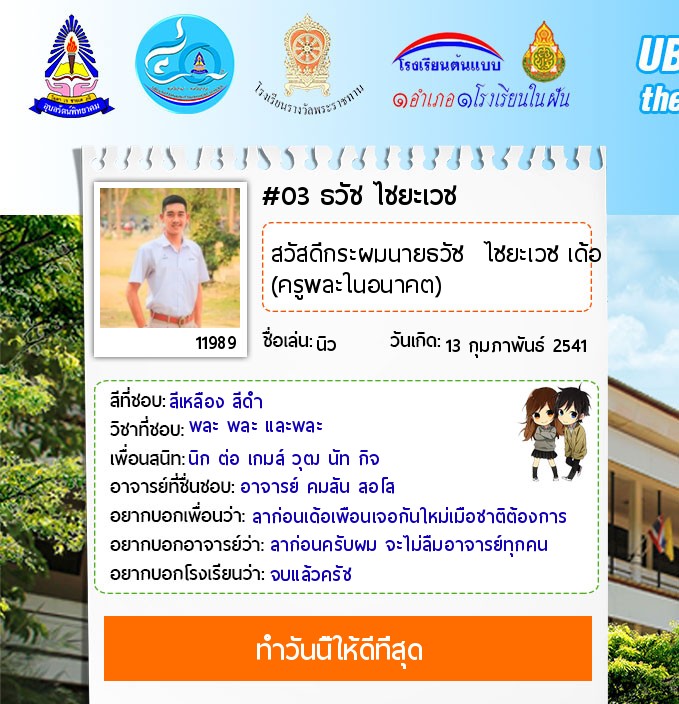 อุบลรัตน์พิทยาคม
โรงเรียนรางวัลพระราชทาน
โรงเรียนต้นแบบ
๑อำเภอ๑โรงเรียนในฝัน
UB
the
#03 ธวัช ไชยะเวช
สวัสดีกระผมนายธวัช ไชยะเวช เด้อ
(ครูพละในอนาคต)
11989
ชื่อเล่น: นิว วันเกิด: 13 กุมภาพันธ์ 2541
สีที่ชอบ: สีเหลือง สีดำ
วิชาที่ชอบ: พละ พละ และพละ
เพื่อนสนิท: นิก ต่อ เกมส์ วุฒ นัท กิจ
อาจารย์ที่ชื่นชอบ: อาจารย์ คมสัน สอโส
อยากบอกเพื่อนว่า: ลาก่อนเด้อเพือนเจอกันใหม่เมือชาติต้องการ
อยากบอกอาจารย์ว่า: ลาก่อนครับผม จะไม่ลืมอาจารย์ทุกคน
อยากบอกโรงเรียนว่า: จบแล้วครัช
ทำวันนี้ให้ดีที่สุด